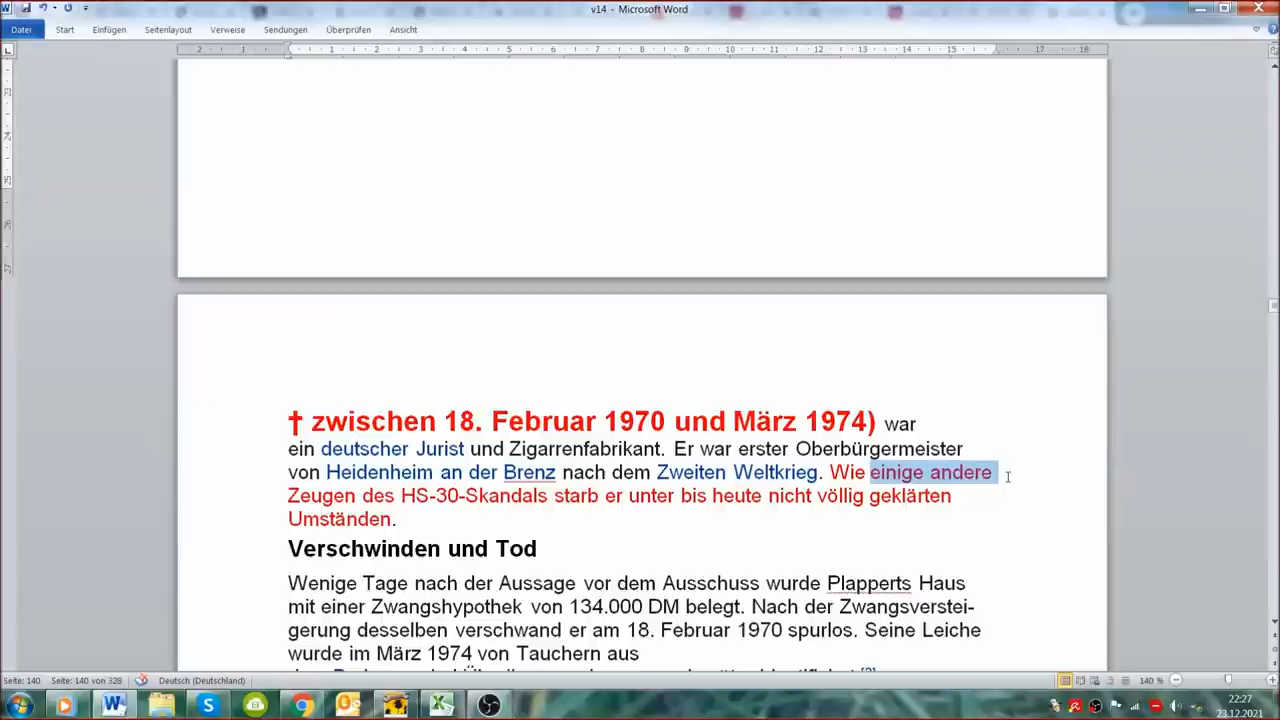 v14 - Microsoft Word
Datei Start Einfügen Seitenlayout Verweise Sendungen Überprüfen Ansicht
† zwischen 18. Februar 1970 und März 1974) war
ein deutscher Jurist und Zigarrenfabrikant. Er war erster Oberbürgermeister
von Heidenheim an der Brenz nach dem Zweiten Weltkrieg. Wie einige andere
Zeugen des HS-30-Skandals starb er unter bis heute nicht völlig geklärten
Umständen.
Verschwinden und Tod
Wenige Tage nach der Aussage vor dem Ausschuss wurde Plapperts Haus
mit einer Zwangshypothek von 134.000 DM belegt. Nach der Zwangsverstei-
gerung desselben verschwand er am 18. Februar 1970 spurlos. Seine Leiche
wurde im März 1974 von Tauchern aus
Seite: 140 Seite: 140 von 328 Deutsch (Deutschland) 140 %
22:27
23.12.2021